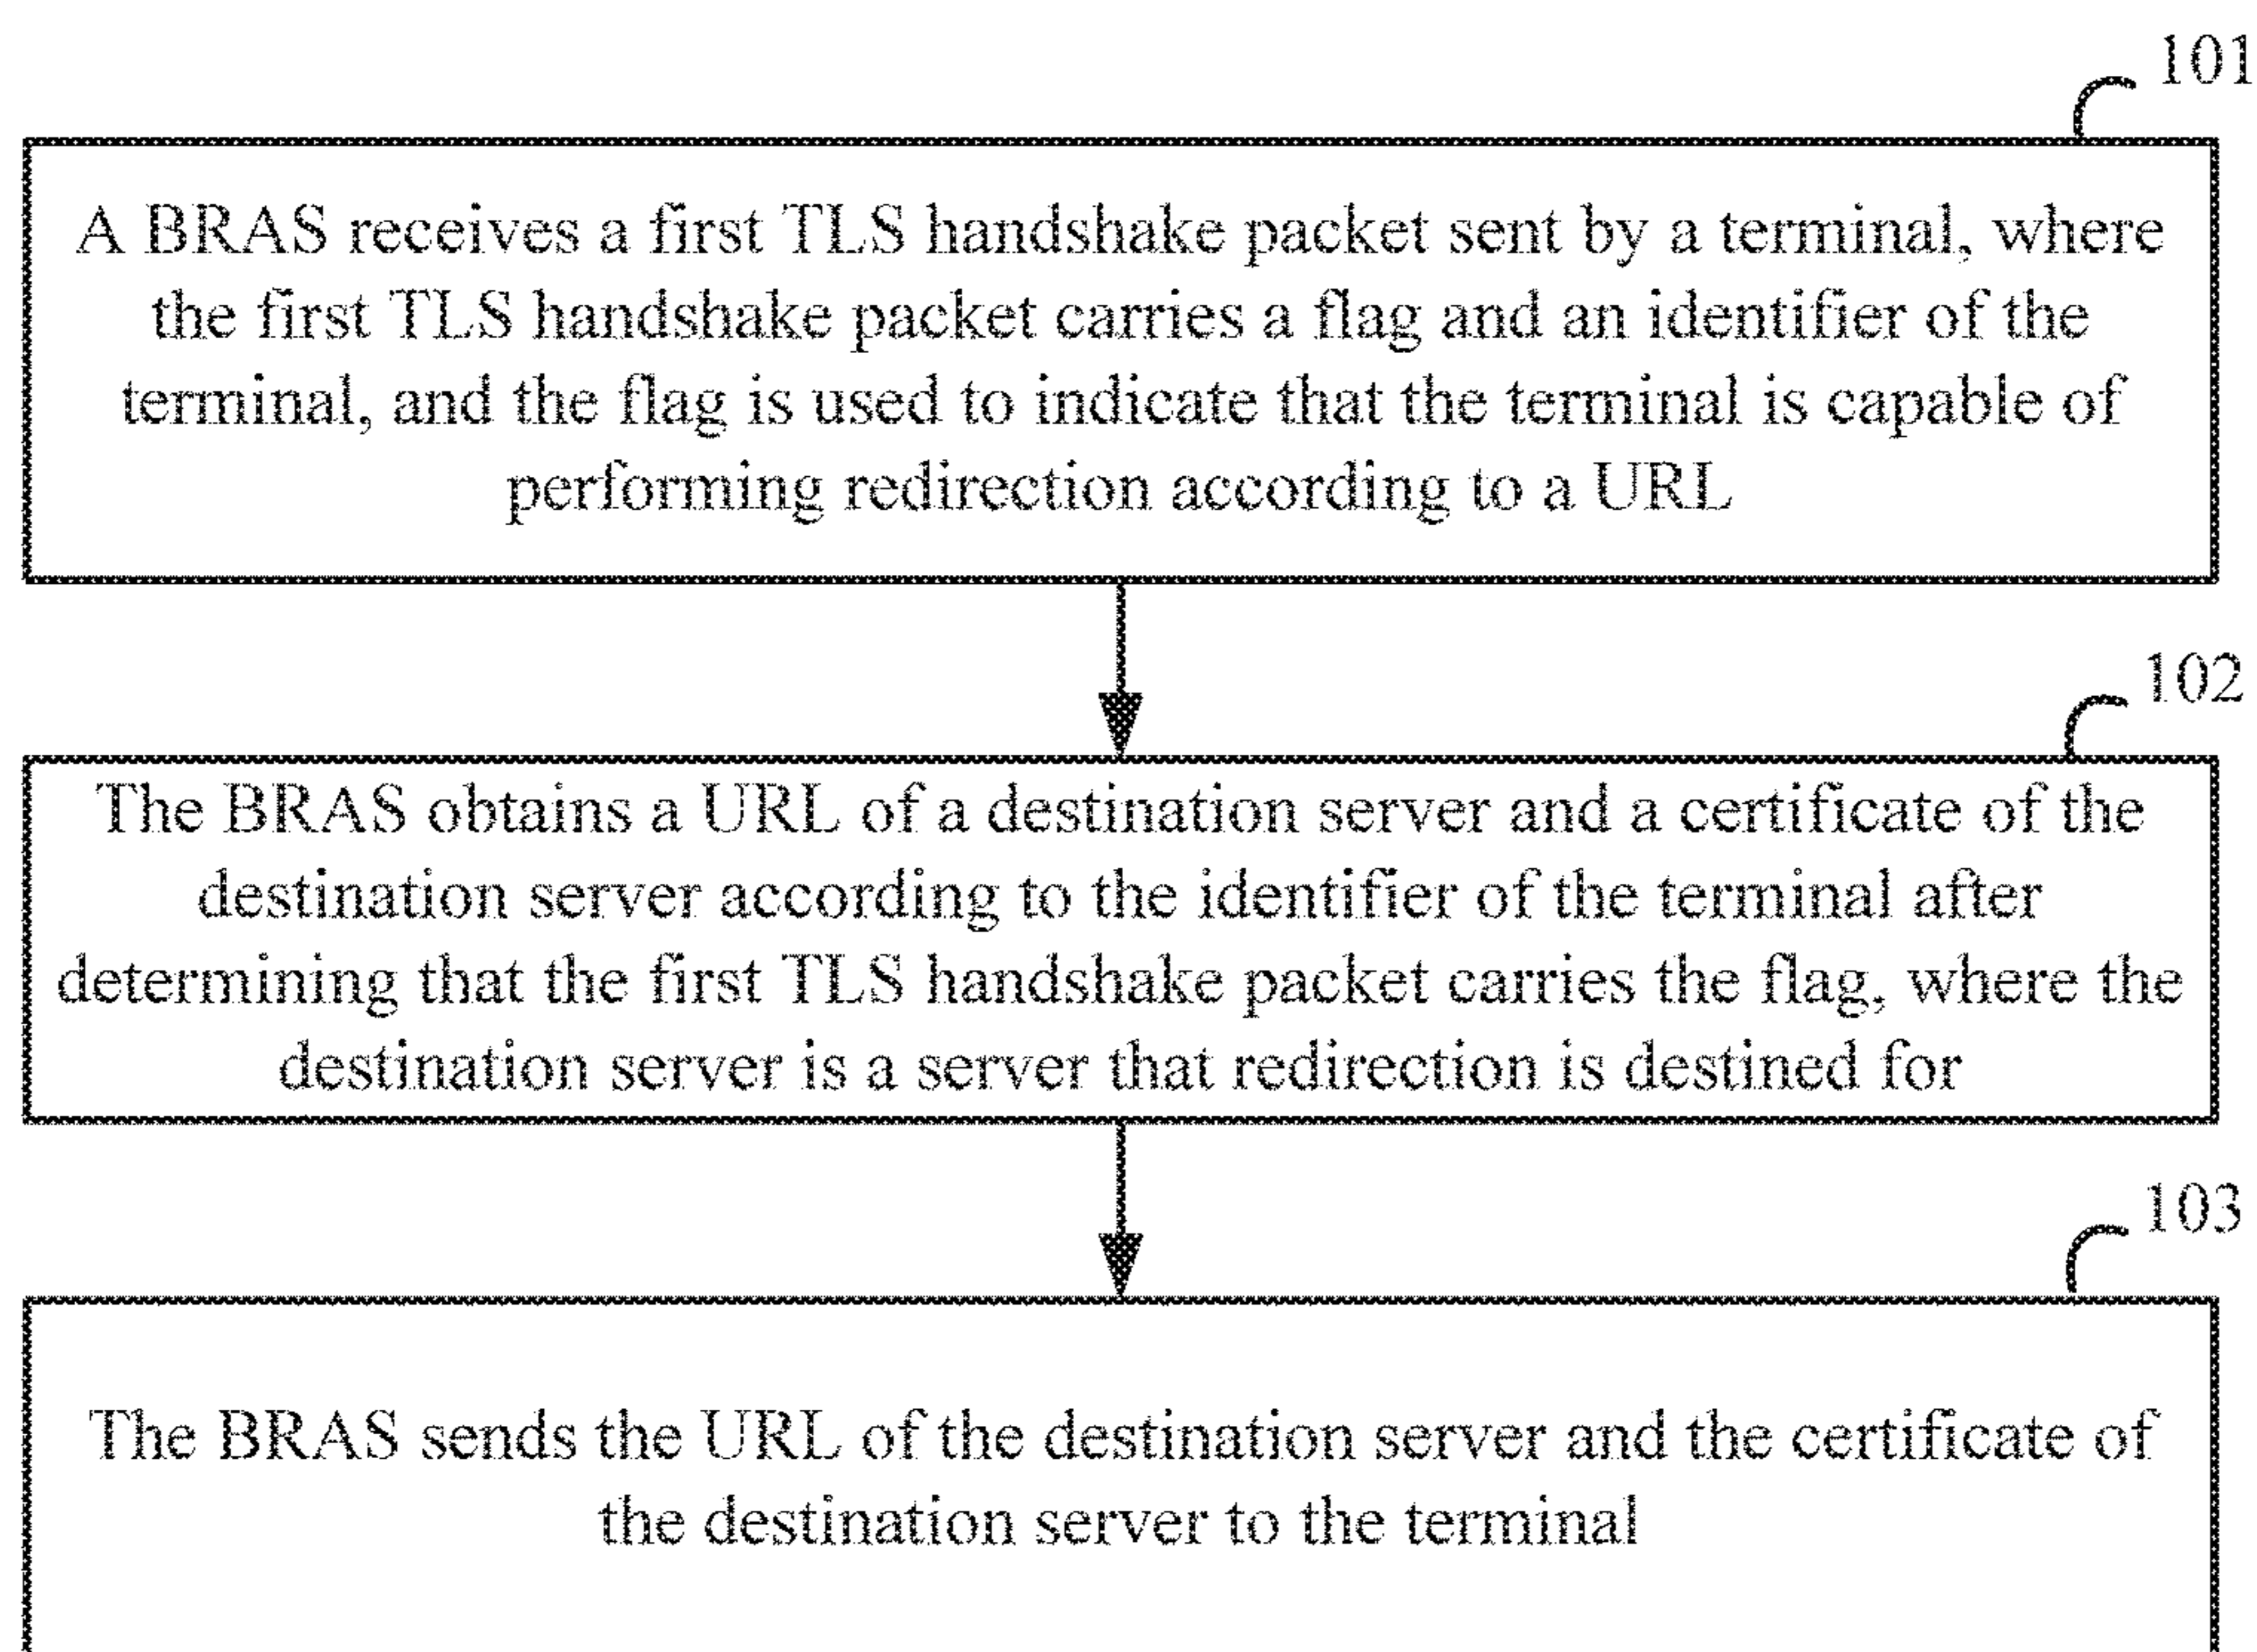 101
A BRAS receives a first TLS handshake packet sent by a terminal, where
the first TLS handshake packet carries a flag and an identifier of the
terminal, and the flag is used to indicate that the terminal is capable of
performing redirection according to a URL
102
The BRAS obtains a URL of a destination server and a certificate of the
destination server according to the identifier of the terminal after
determining that the first TLS handshake packet carries the flag, where the
destination server is a server that redirection is destined for
103
The BRAS sends the URL of the destination server and the certificate of
the destination server to the terminal